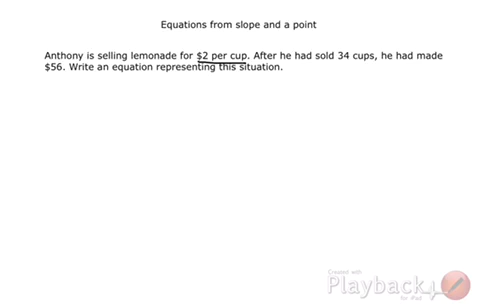 Equations from slope and a point
Anthony is selling lemonade for $2 per cup. After he had sold 34 cups, he had made
$56. Write an equation representing this situation.
Created with
Playback
for iPad